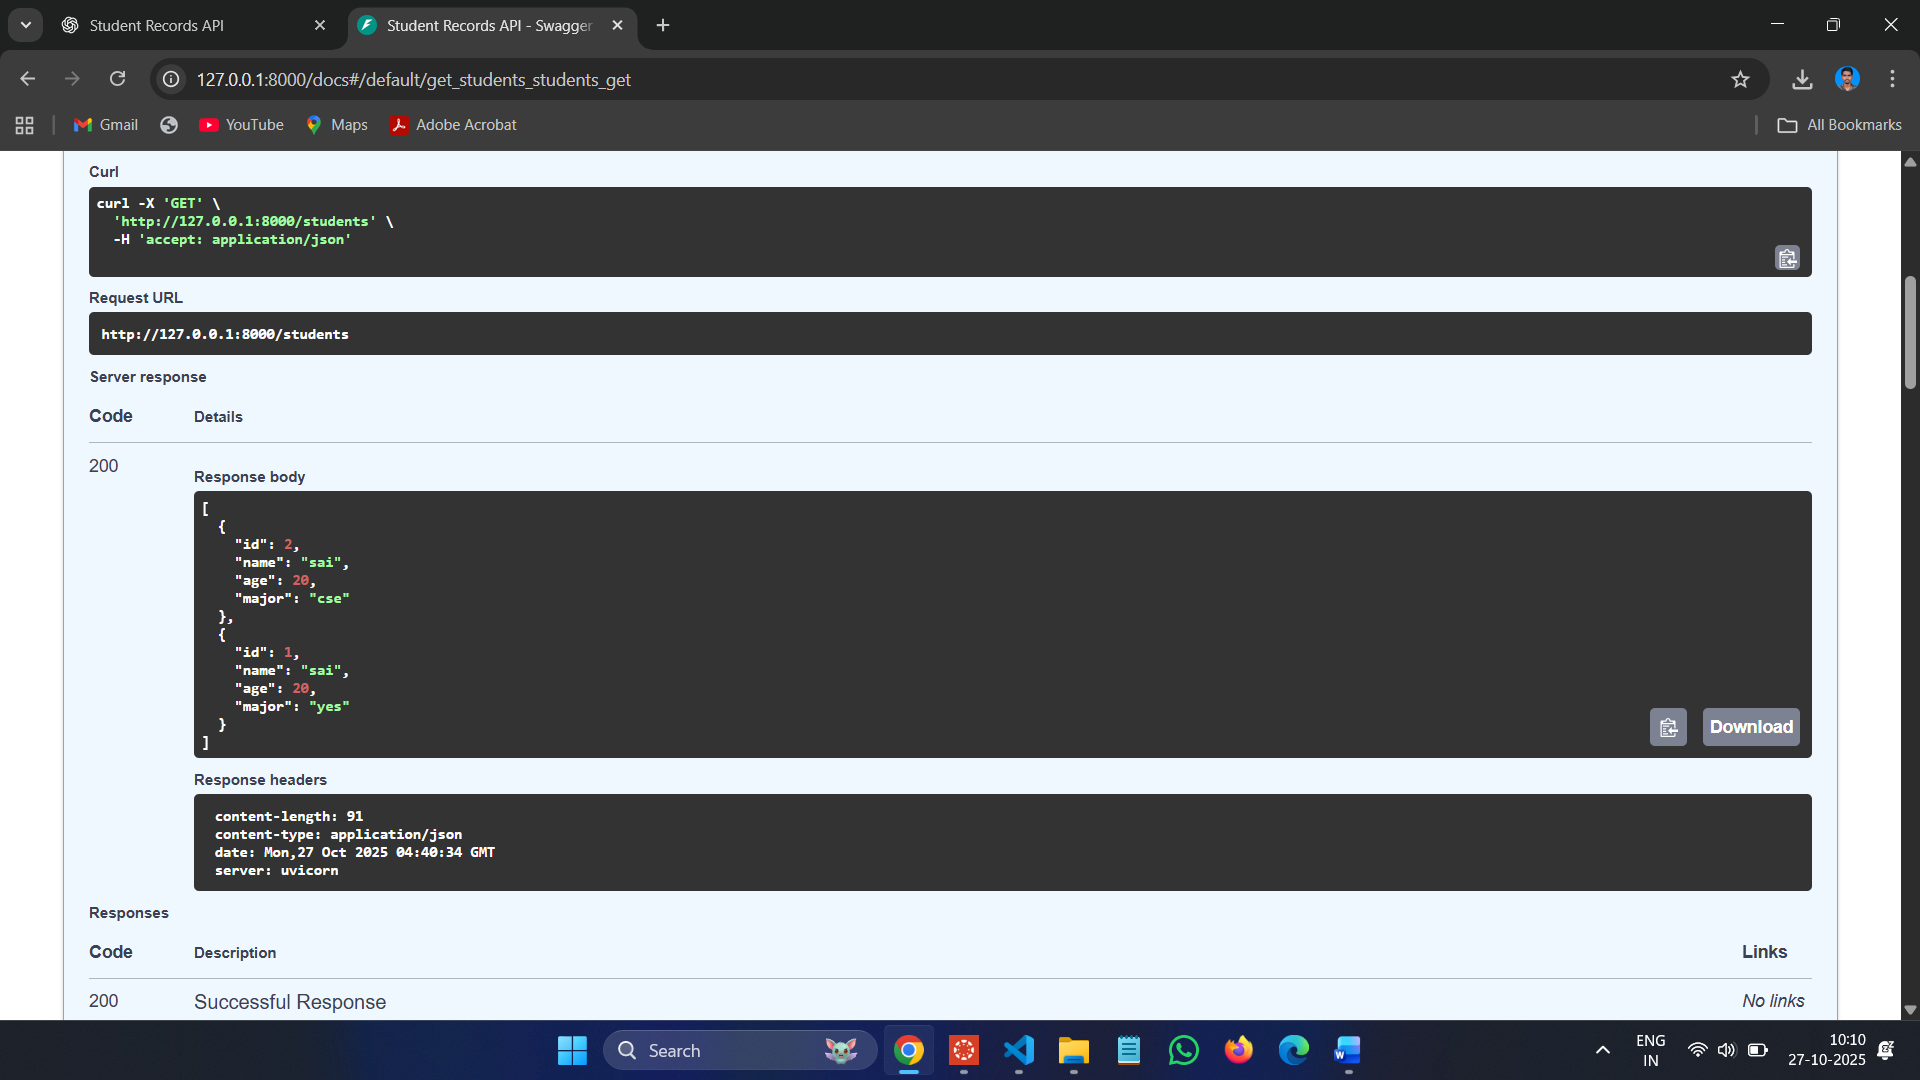 Student Records API
Student Records API - Swagger
127.0.0.1:8000/docs#/default/get_students_students_get
Gmail
YouTube
Maps
Adobe Acrobat
All Bookmarks
Curl
curl -X 'GET' \
'http://127.0.0.1:8000/students' \
-H 'accept: application/json'
Request URL
http://127.0.0.1:8000/students
Server response
Code Details
200
Response body
[
{
"id": 2,
"name": "sai",
"age": 20,
"major": "cse"
},
{
"id": 1,
"name": "sai",
"age": 20,
"major": "yes"
}
]
Download
Response headers
content-length: 91
content-type: application/json
date: Mon,27 Oct 2025 04:40:34 GMT
server: uvicorn
Responses
Code Description Links
200 Successful Response No links
Search
ENG
IN
10:10
27-10-2025